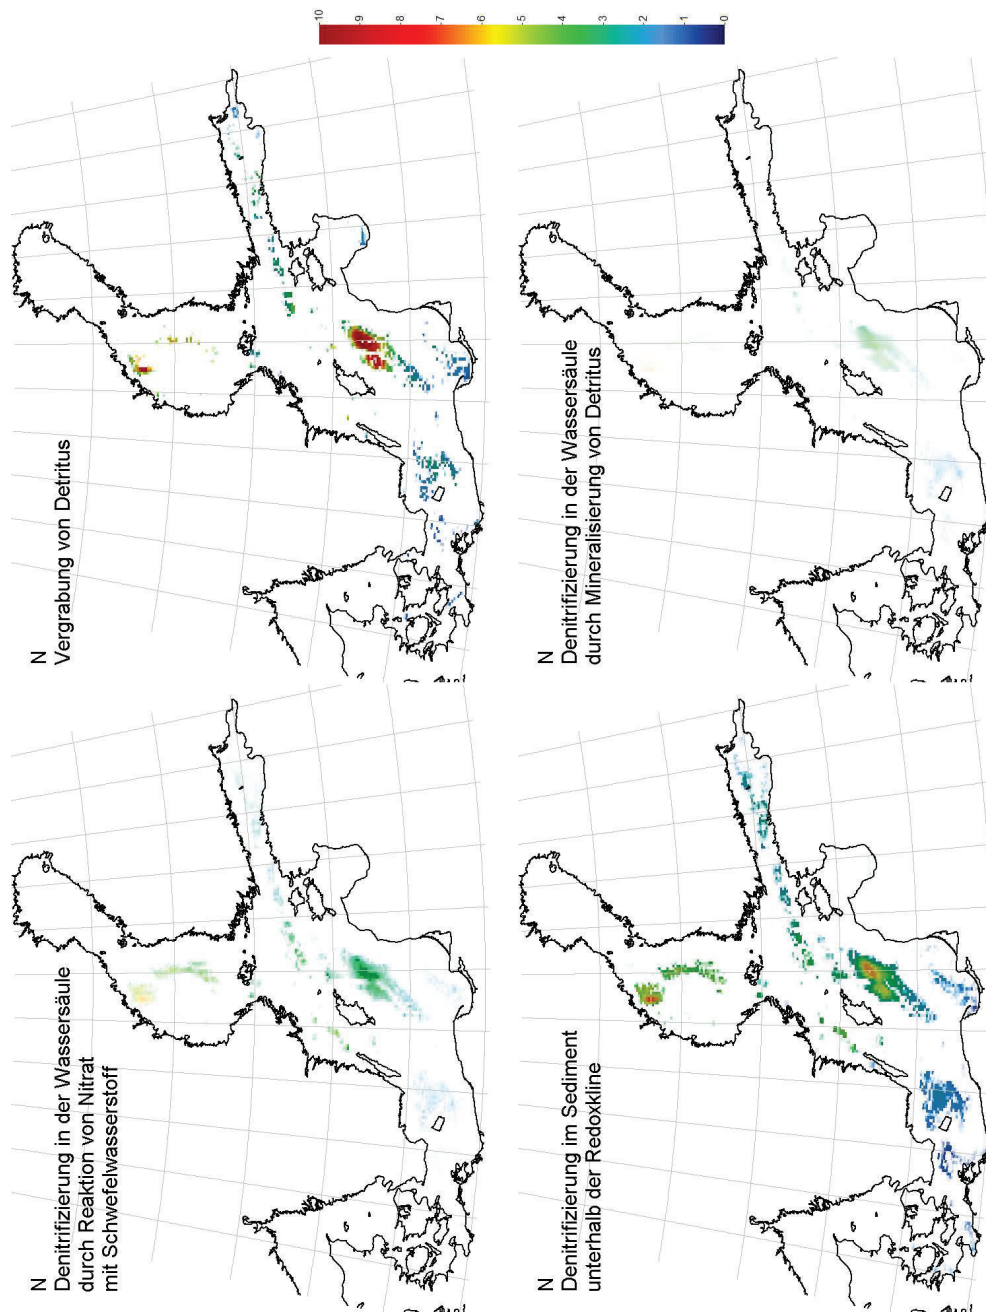 N
Denitrifizierung in der Wassersäule
durch Reaktion von Nitrat
mit Schwefelwasserstoff
N
Vergrabung von Detritus
N
Denitrifizierung im Sediment
unterhalb der Redoxkline
N
Denitrifizierung in der Wassersäule
durch Mineralisierung von Detritus
10
9
8
7
6
5
4
3
2
1
0